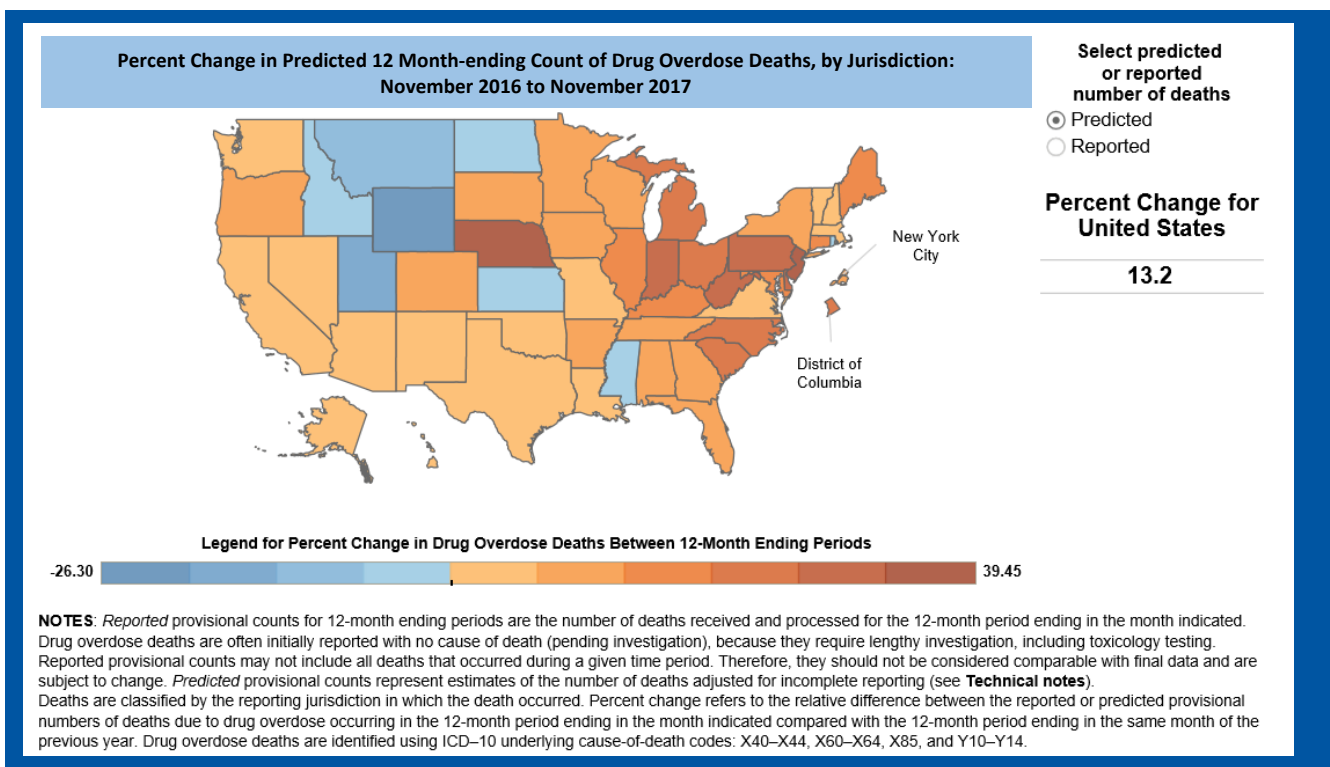 Percent Change in Predicted 12 Month-ending Count of Drug Overdose Deaths, by Jurisdiction:
November 2016 to November 2017
Select predicted
or reported
number of deaths
Predicted
Reported
Percent Change for
United States
13.2
New York
City
District of
Columbia
Legend for Percent Change in Drug Overdose Deaths Between 12-Month Ending Periods
-26.30
39.45
NOTES: Reported provisional counts for 12-month ending periods are the number of deaths received and processed for the 12-month period ending in the month indicated.
Drug overdose deaths are often initially reported with no cause of death (pending investigation), because they require lengthy investigation, including toxicology testing.
Reported provisional counts may not include all deaths that occurred during a given time period. Therefore, they should not be considered comparable with final data and are
subject to change. Predicted provisional counts represent estimates of the number of deaths adjusted for incomplete reporting (see Technical notes).
Deaths are classified by the reporting jurisdiction in which the death occurred. Percent change refers to the relative difference between the reported or predicted provisional
numbers of deaths due to drug overdose occurring in the 12-month period ending in the month indicated compared with the 12-month period ending in the same month of the
previous year. Drug overdose deaths are identified using ICD–10 underlying cause-of-death codes: X40–X44, X60–X64, X85, and Y10–Y14.